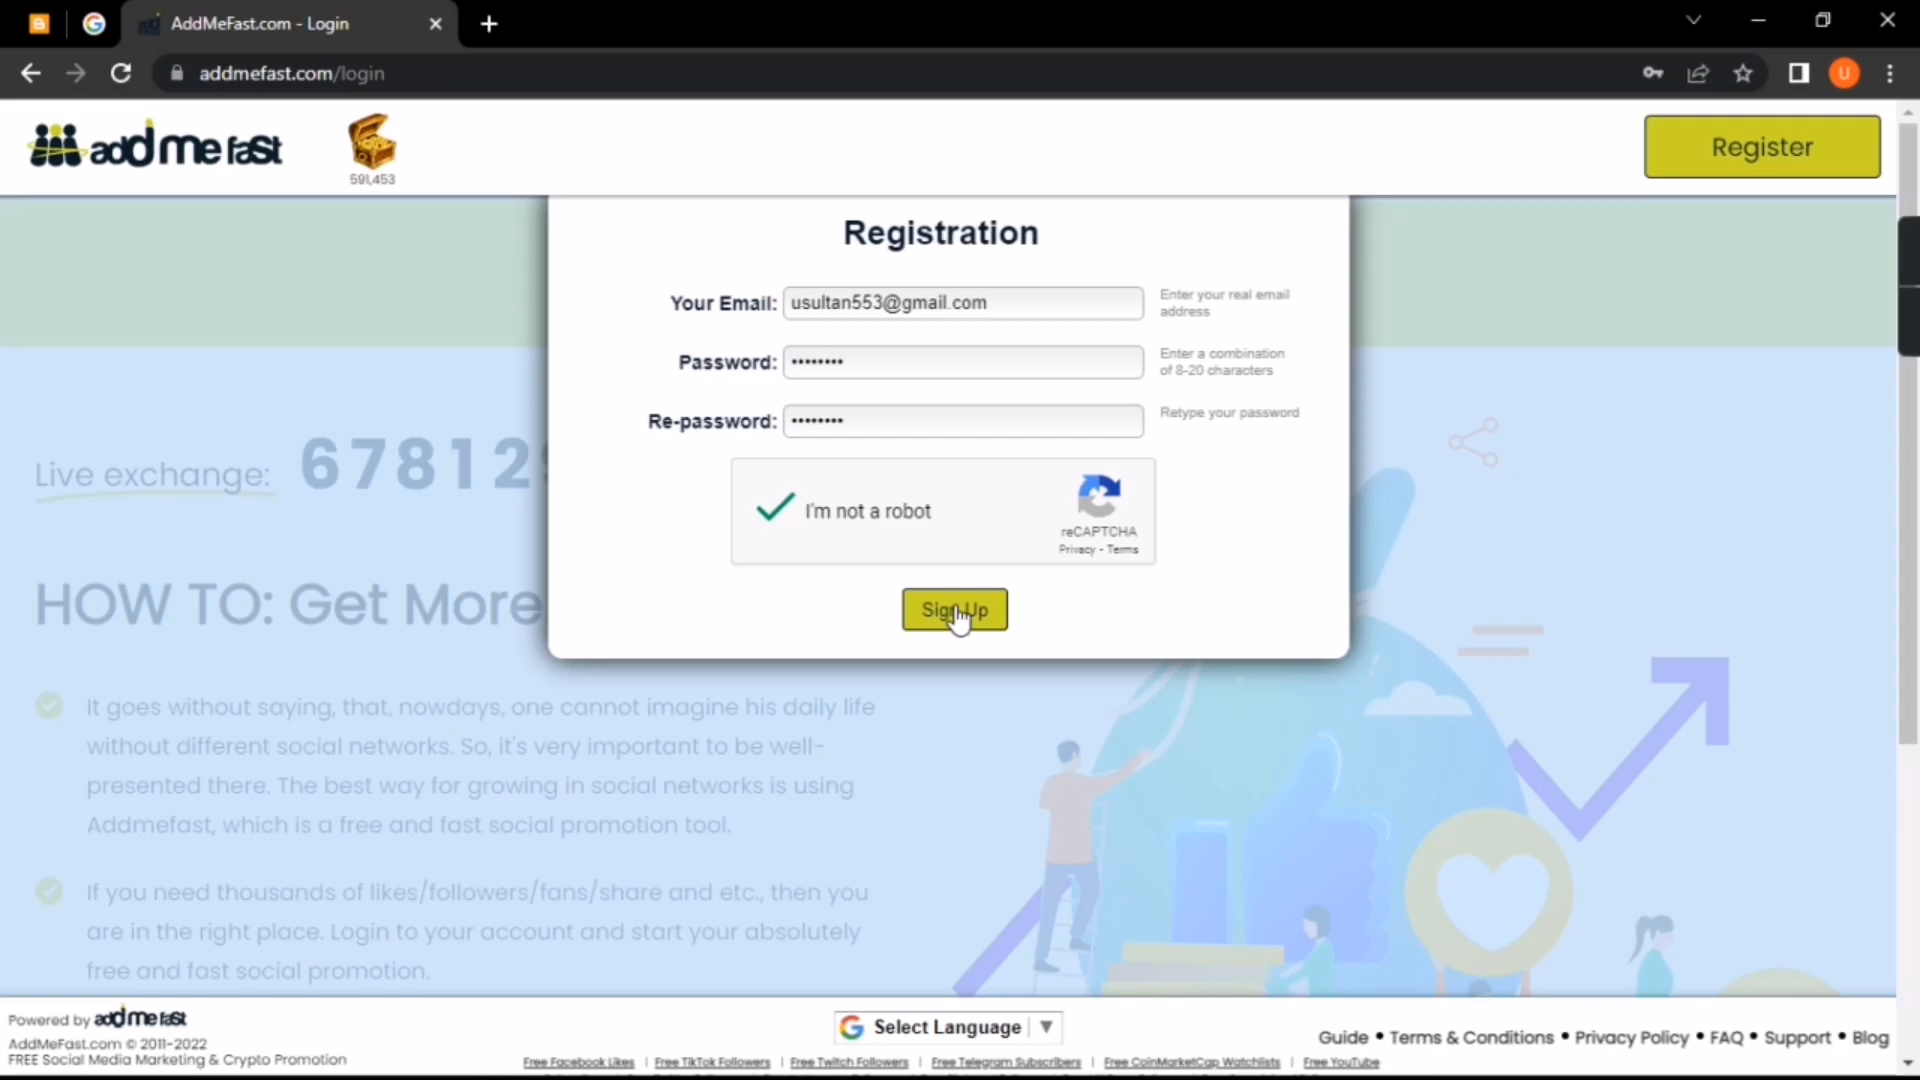 AddMeFast.com - Login
addmefast.com/login
U
add me fast
591,453
Register
Registration
Your Email: usultan553@gmail.com
Enter your real email
address
Password: ••••••••
Enter a combination
of 8-20 characters
Re-password: ••••••••
Retype your password
I'm not a robot
reCAPTCHA
Privacy - Terms
Sign Up
Live exchange: 678129
HOW TO: Get More
It goes without saying, that, nowdays, one cannot imagine his daily life
without different social networks. So, it's very important to be well-
presented there. The best way for growing in social networks is using
Addmefast, which is a free and fast social promotion tool.
If you need thousands of likes/followers/fans/share and etc., then you
are in the right place. Login to your account and start your absolutely
free and fast social promotion.
Powered by add me fast
AddMeFast.com © 2011-2022
FREE Social Media Marketing & Crypto Promotion
Select Language ▼
Guide • Terms & Conditions • Privacy Policy • FAQ • Support • Blog
Free Facebook Likes | Free TikTok Followers | Free Twitch Followers | Free Telegram Subscribers | Free CoinMarketCap Watchlists | Free YouTube